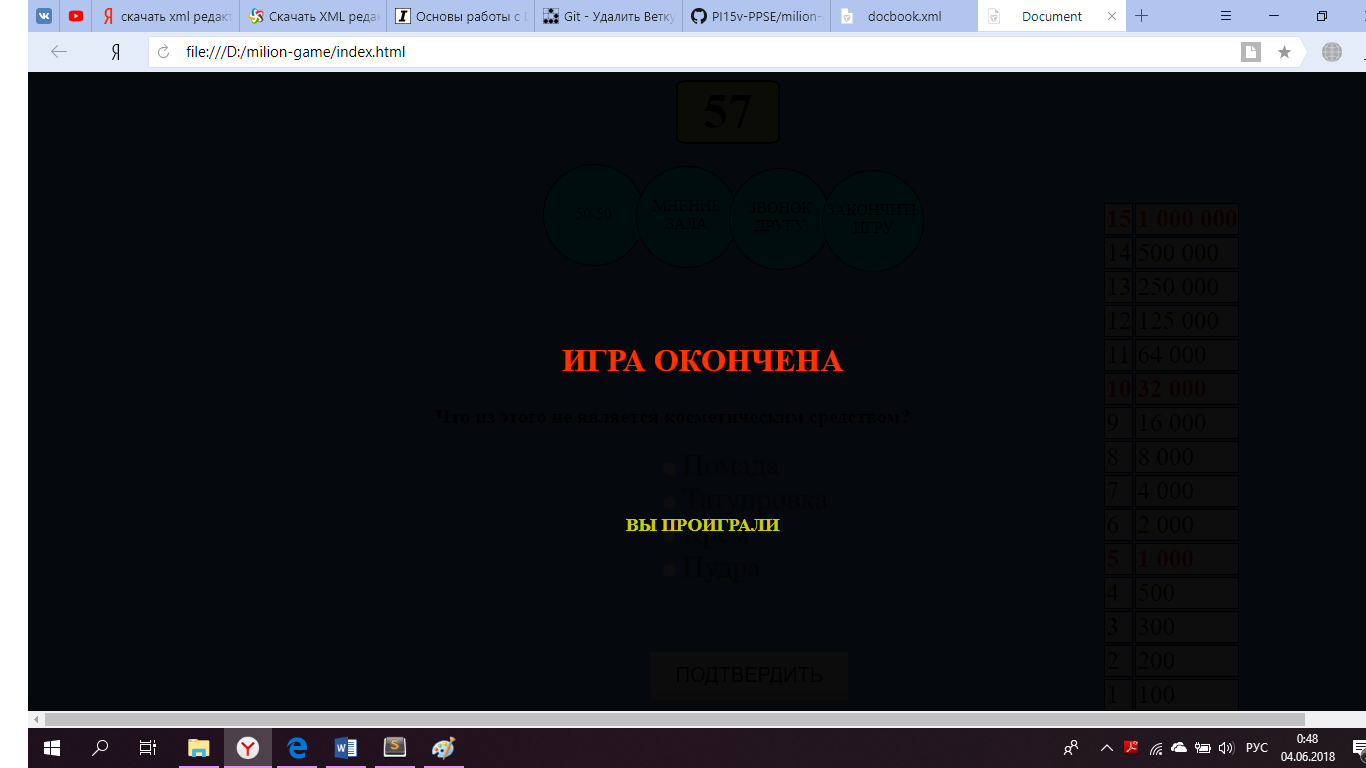 скачать xml редакт
Скачать XML редак
Основы работы с
Git - Удалить Ветку
PI15v-PPSE/milion-
docbook.xml
Document
Я
file:///D:/milion-game/index.html
57
50:50
МНЕНИЕ
ЗАЛА
ЗВОНОК
ДРУГУ
ЗАКОНЧИТЬ
ИГРУ
15 1 000 000
14 500 000
13 250 000
12 125 000
11 64 000
10 32 000
9 16 000
8 8 000
7 4 000
6 2 000
5 1 000
4 500
3 300
2 200
1 100
ИГРА ОКОНЧЕНА
Что из этого не является косметическим средством?
Помада
Татуировка
ВЫ ПРОИГРАЛИ
Крем
Пудра
ПОДТВЕРДИТЬ
РУС
0:48
04.06.2018